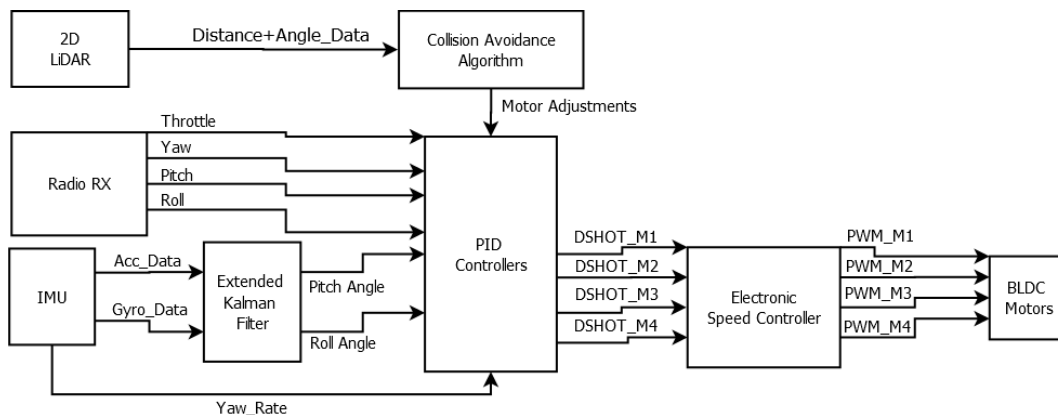 2D
LiDAR
Distance+Angle_Data
Collision Avoidance
Algorithm
Motor Adjustments
Radio RX
Throttle
Yaw
Pitch
Roll
IMU
Acc_Data
Gyro_Data
Extended
Kalman
Filter
Pitch Angle
Roll Angle
Yaw_Rate
PID
Controllers
DSHOT_M1
DSHOT_M2
DSHOT_M3
DSHOT_M4
Electronic
Speed Controller
PWM_M1
PWM_M2
PWM_M3
PWM_M4
BLDC
Motors